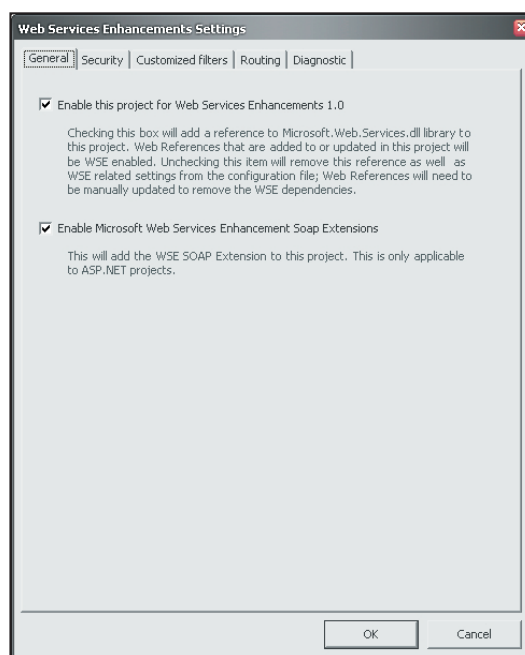 Web Services Enhancements Settings
General Security Customized filters Routing Diagnostic
Enable this project for Web Services Enhancements 1.0
Checking this box will add a reference to Microsoft.Web.Services.dll library to
this project. Web References that are added to or updated in this project will
be WSE enabled. Unchecking this item will remove this reference as well as
WSE related settings from the configuration file; Web References will need to
be manually updated to remove the WSE dependencies.
Enable Microsoft Web Services Enhancement Soap Extensions
This will add the WSE SOAP Extension to this project. This is only applicable
to ASP.NET projects.
OK Cancel